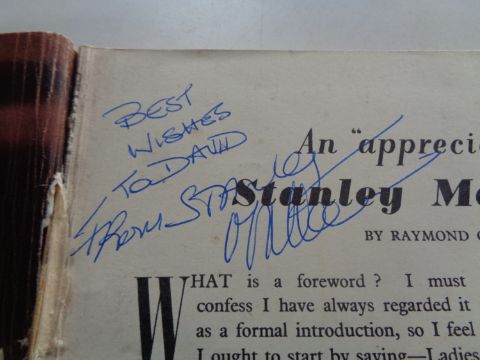 BEST
WISHES
TO DAVID
FROM STANLEY
An "apprecia
Stanley M
BY RAYMOND
WHAT is a foreword ? I must
confess I have always regarded it
as a formal introduction, so I feel
I ought to start by saying—Ladies